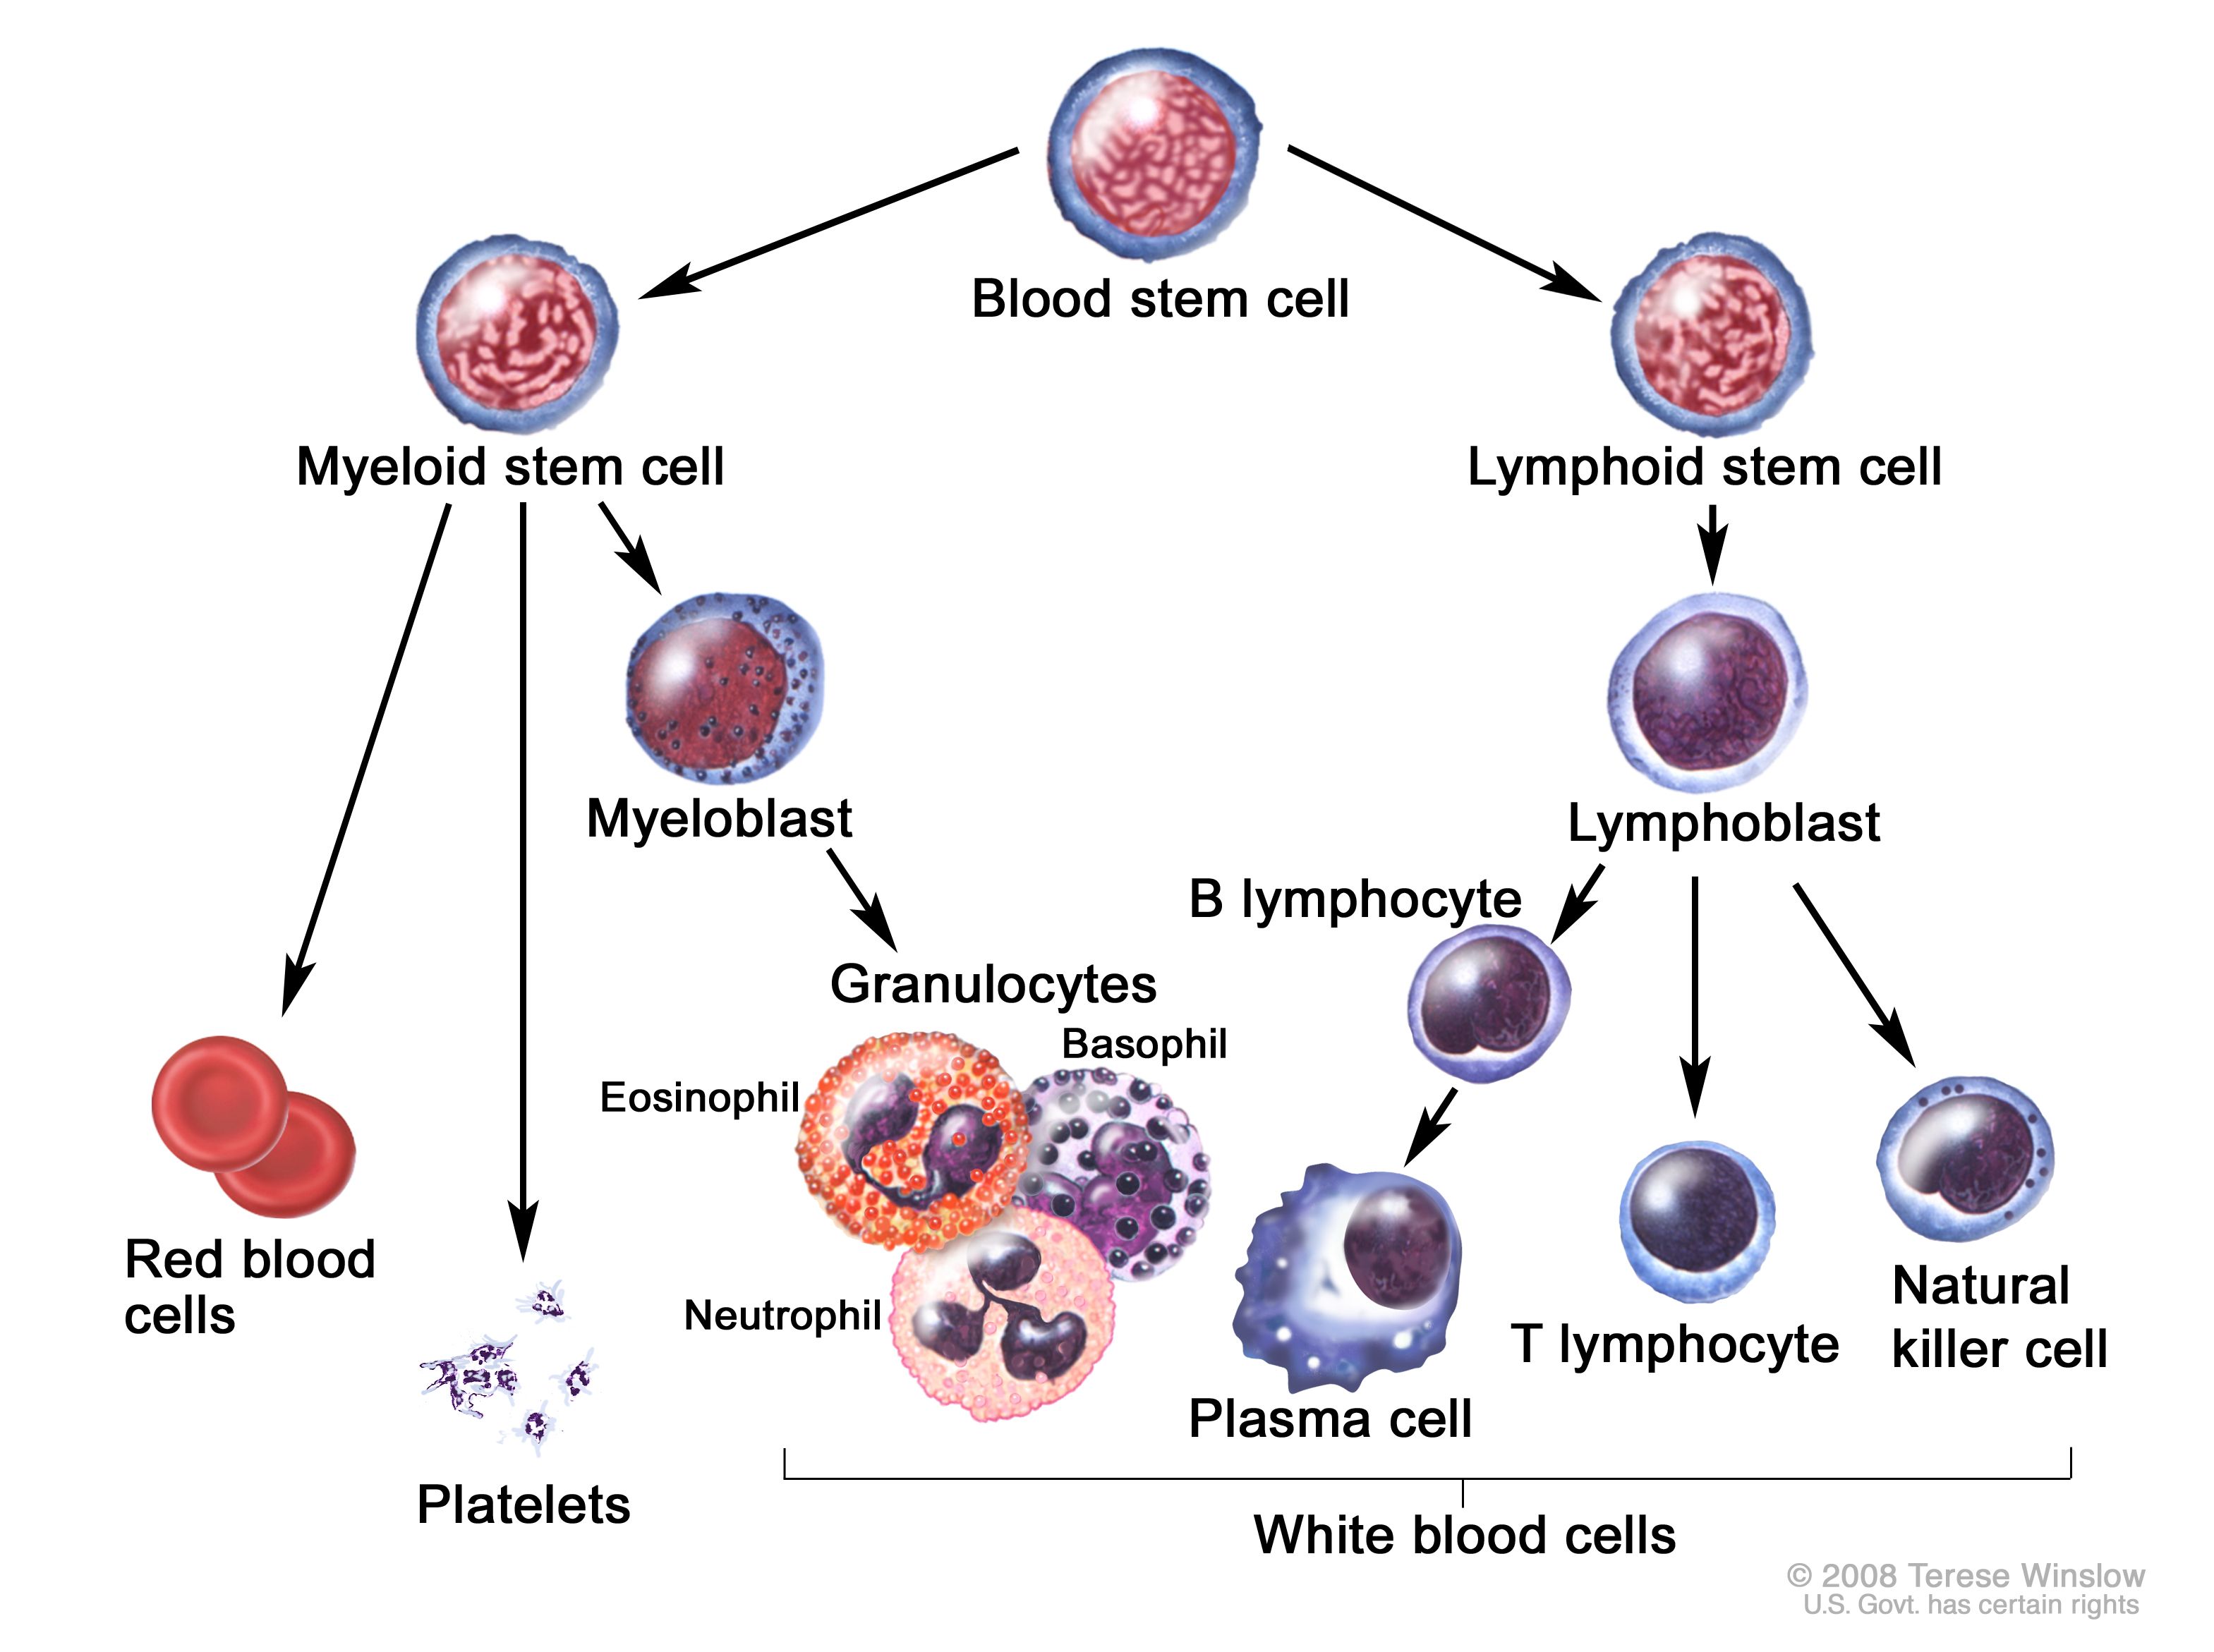 Blood stem cell
Myeloid stem cell
Lymphoid stem cell
Myeloblast
Lymphoblast
B lymphocyte
Granulocytes
Basophil
Eosinophil
Neutrophil
Red blood
cells
Platelets
Plasma cell
T lymphocyte
Natural
killer cell
White blood cells
© 2008 Terese Winslow
U.S. Govt. has certain rights